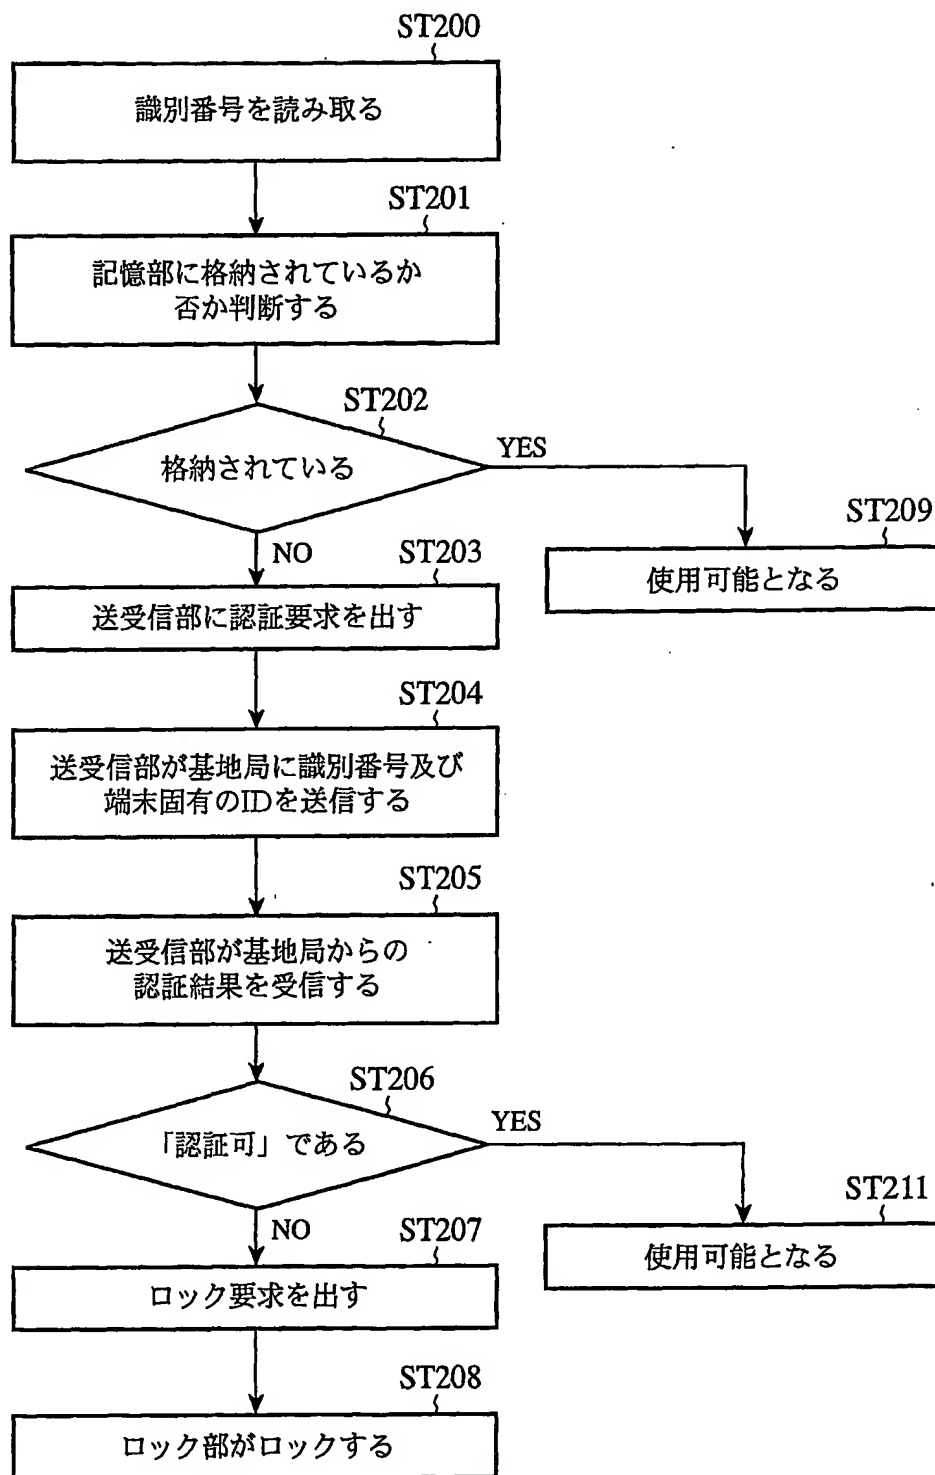 ST200
識別番号を読み取る
ST201
記憶部に格納されているか
否か判断する
ST202
格納されている
YES
NO
ST209
使用可能となる
ST203
送受信部に認証要求を出す
ST204
送受信部が基地局に識別番号及び
端末固有のIDを送信する
ST205
送受信部が基地局からの
認証結果を受信する
ST206
「認証可」である
YES
NO
ST211
使用可能となる
ST207
ロック要求を出す
ST208
ロック部がロックする